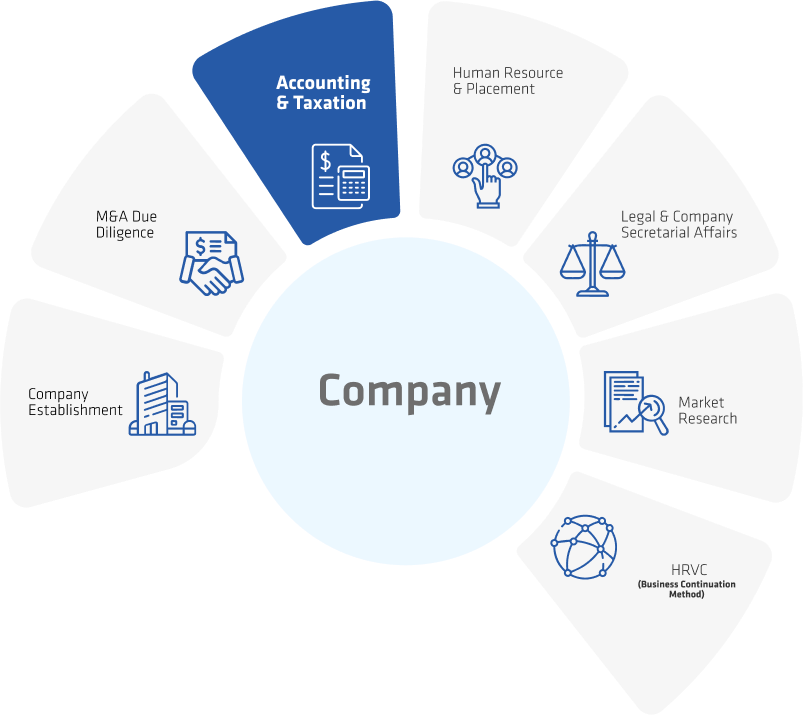 Accounting
& Taxation
Human Resource
& Placement
M&A Due
Diligence
Legal & Company
Secretarial Affairs
Company
Establishment
Company
Market
Research
HRVC
(Business Continuation
Method)
$
$